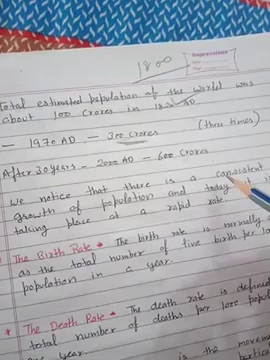 1800
Total estimated population of the world was
about 100 Crores in 1820 AD
- 1970 AD - 300 Crores (three times)
After 30 years - 2000 AD - 600 Crores
we notice that there is a consistent
growth of population and today it is
taking place at a rapid rate.
The Birth Rate → The birth rate is normally
as the total number of live birth per
population in a year.
* The Death Rate → The death rate is defined
total number of deaths per 1000
year.
is the movement